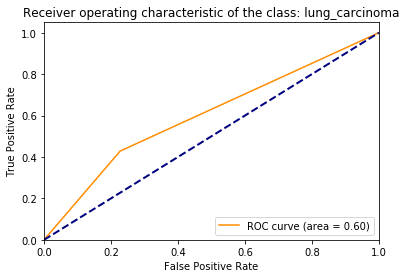 Receiver operating characteristic of the class: lung_carcinoma
1.0
0.8
0.6
0.4
0.2
0.0
True Positive Rate
ROC curve (area = 0.60)
0.0 0.2 0.4 0.6 0.8 1.0
False Positive Rate